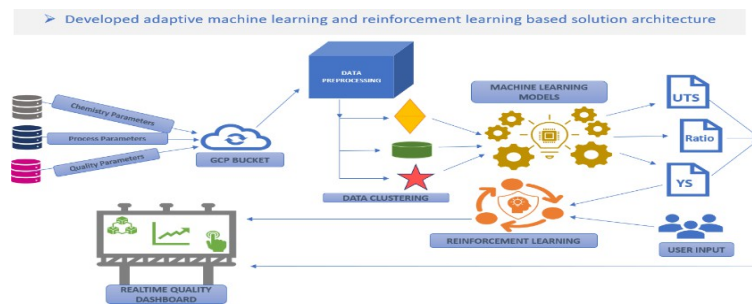 ➢ Developed adaptive machine learning and reinforcement learning based solution architecture
DATA
PREPROCESSING
MACHINE LEARNING
MODELS
Chemistry Parameters
Process Parameters
Quality Parameters
GCP BUCKET
UTS
Ratio
YS
DATA CLUSTERING
REINFORCEMENT LEARNING
USER INPUT
REALTIME QUALITY
DASHBOARD